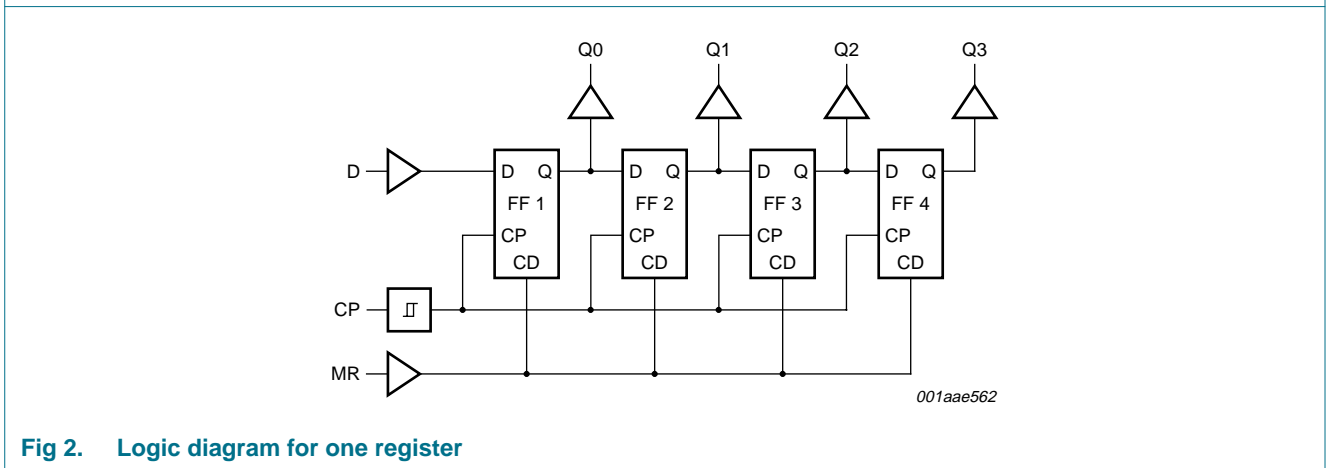 Q0 Q1 Q2 Q3
D D Q D Q D Q D Q
FF 1 FF 2 FF 3 FF 4
CP CP CP CP
CD CD CD CD
CP
MR
001aae562
Fig 2. Logic diagram for one register